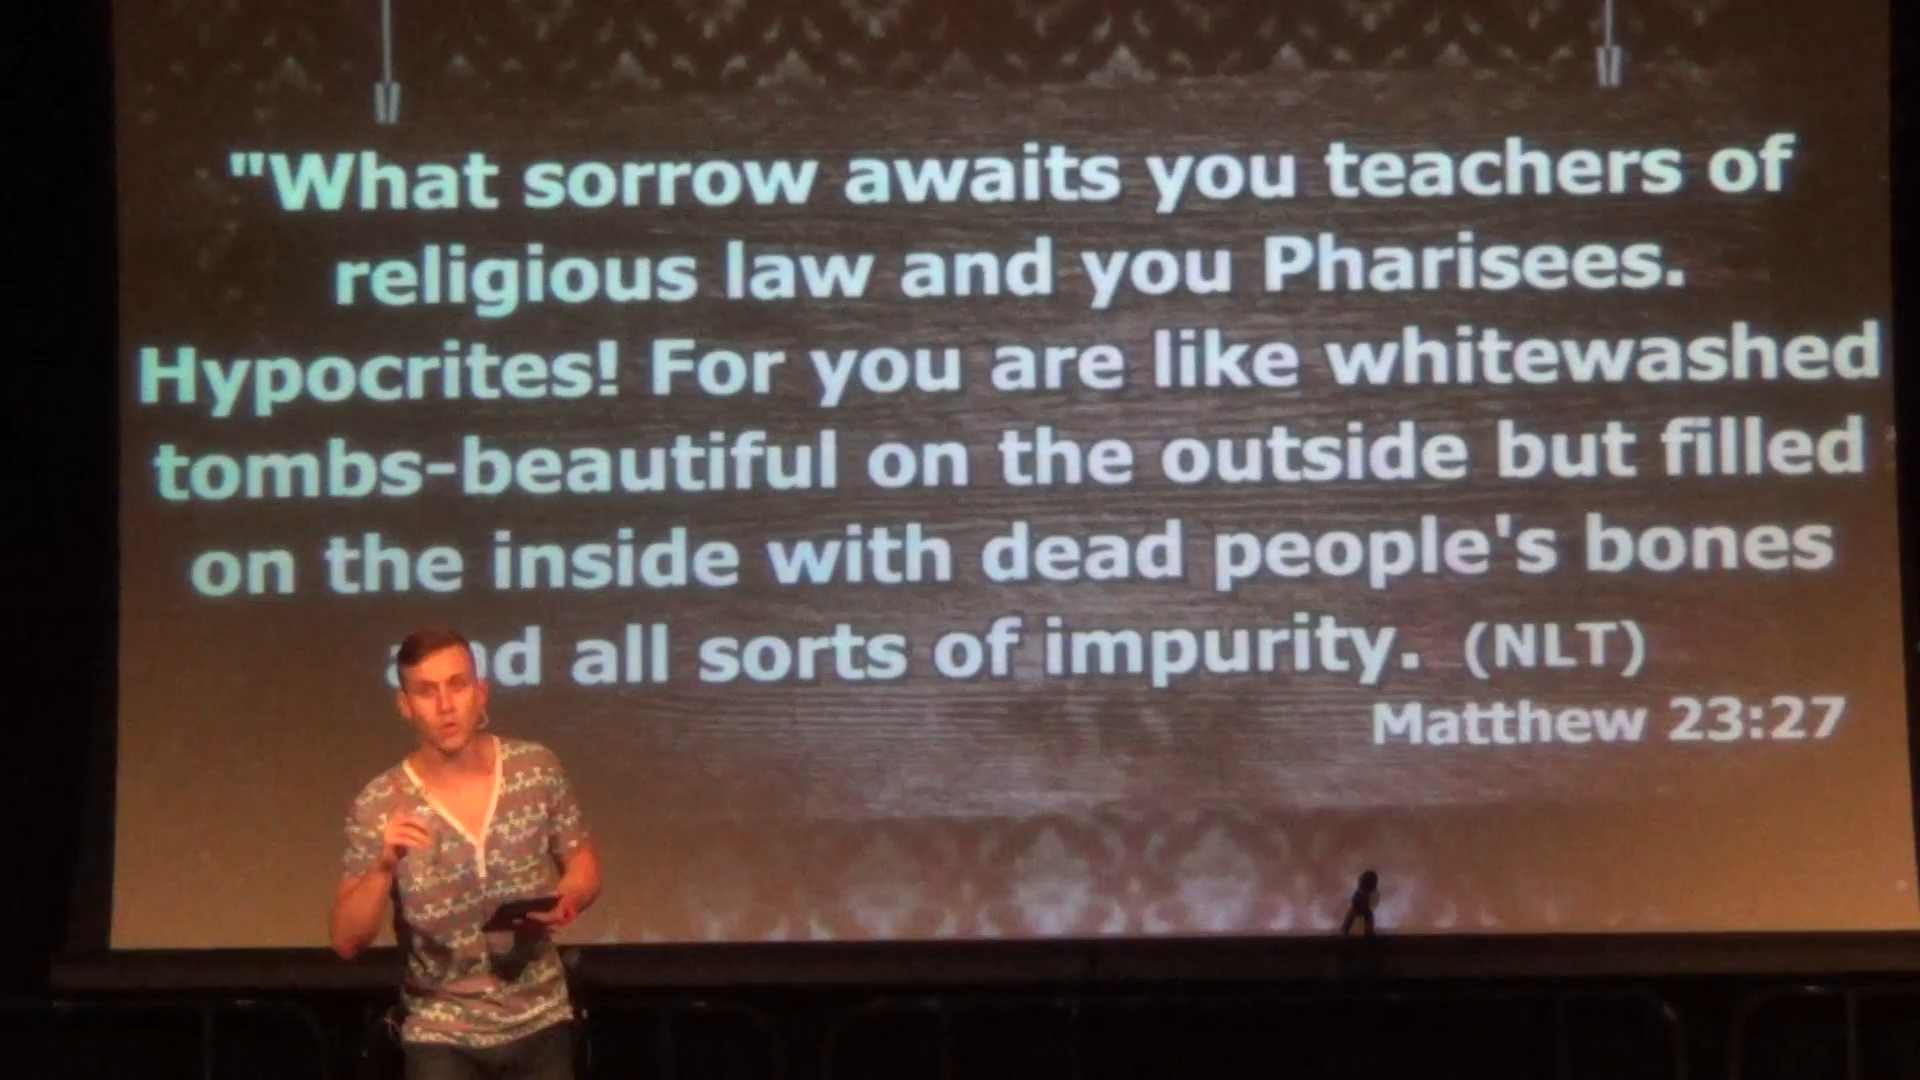 "What sorrow awaits you teachers of
religious law and you Pharisees.
Hypocrites! For you are like whitewashed
tombs-beautiful on the outside but filled
on the inside with dead people's bones
and all sorts of impurity. (NLT)
Matthew 23:27